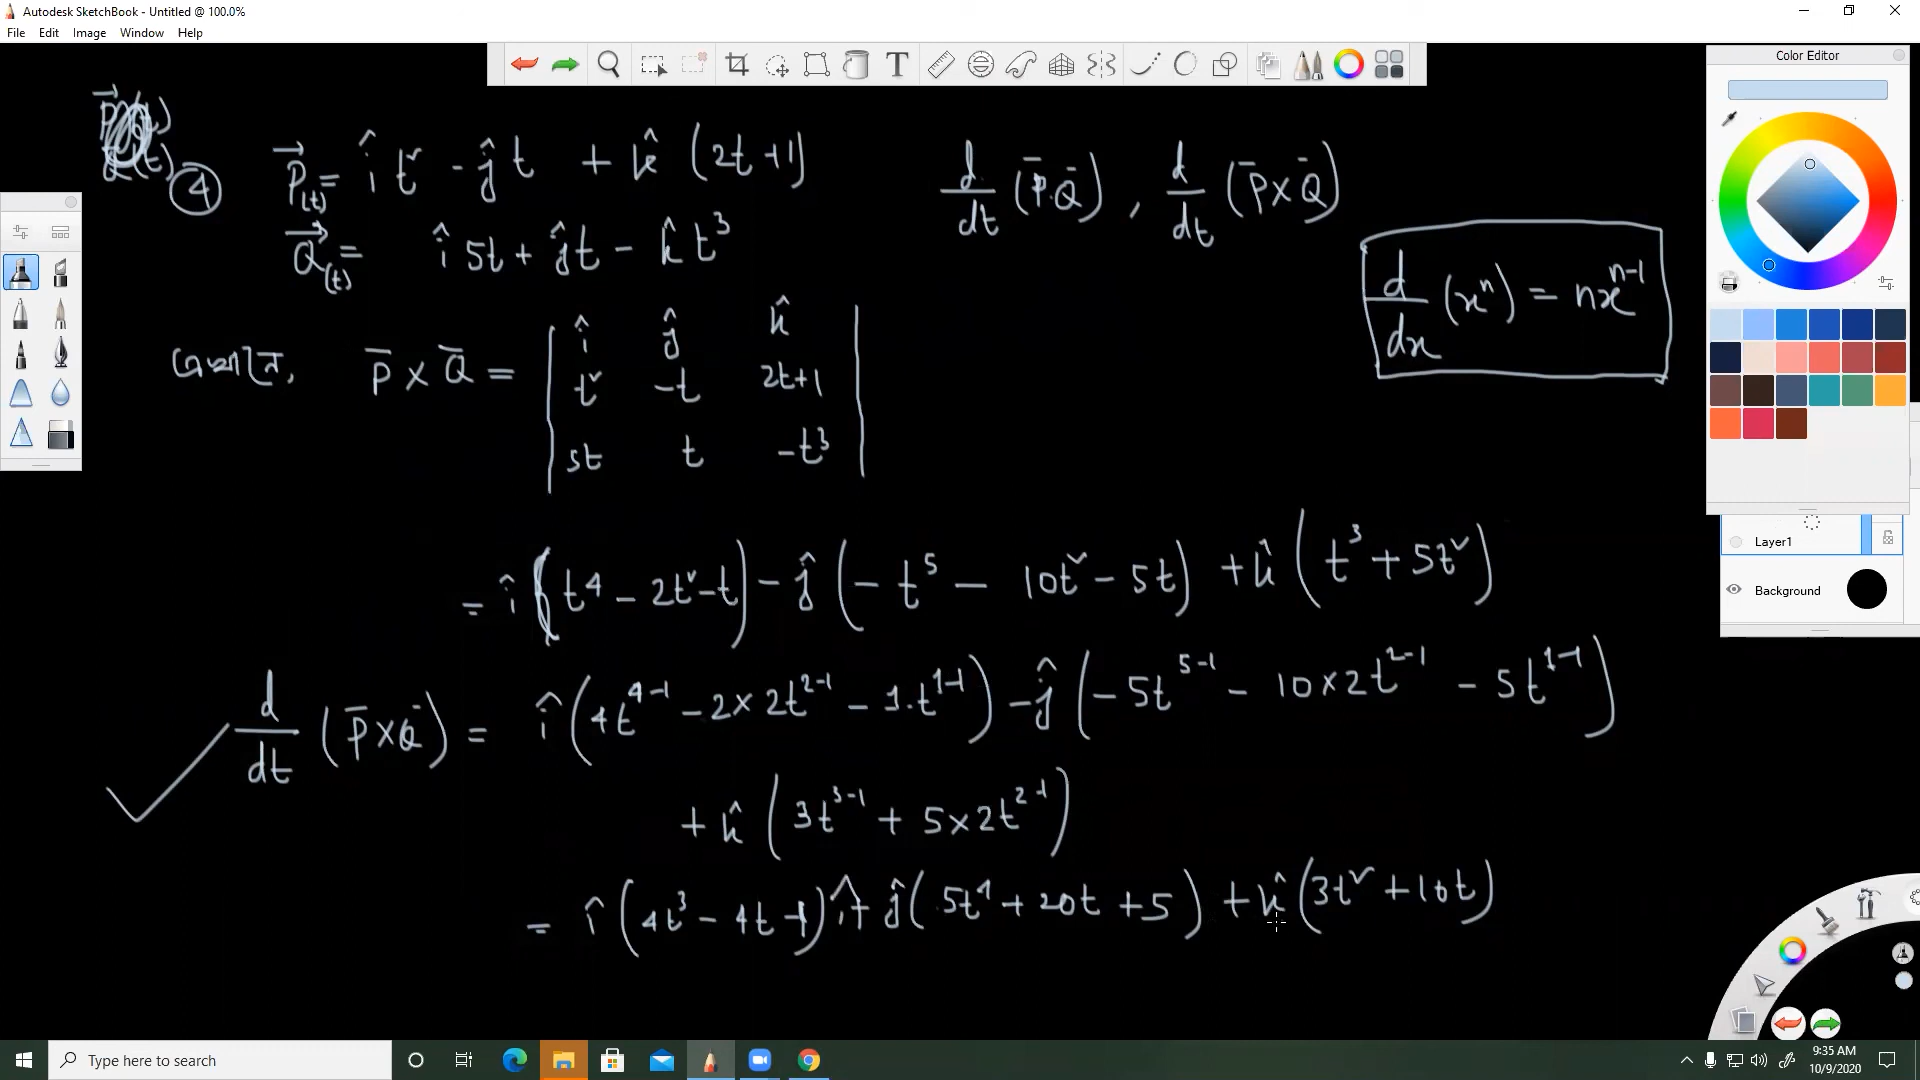 Autodesk SketchBook - Untitled @ 100.0%
File Edit Image Window Help
Color Editor
P(t)
Q(t)
④ P(t) = î t² - ĵ t + k̂ (2t+1)
d/dt (P̄.Q̄), d/dt (P̄×Q̄)
Q(t) = î 5t + ĵt - k̂ t³
d/dx (xⁿ) = nxⁿ⁻¹
P̄ × Q̄ = | î ĵ k̂
t² -t 2t+1
5t t -t³ |
= î (t⁴ - 2t² - t) - ĵ (-t⁵ - 10t² - 5t) + k̂ (t³ + 5t²)
d/dt (P̄×Q̄) = î (4t⁴⁻¹ - 2×2t²⁻¹ - 1.t¹⁻¹) - ĵ (-5t⁵⁻¹ - 10×2t²⁻¹ - 5t¹⁻¹)
+ k̂ (3t³⁻¹ + 5×2t²⁻¹)
= î (4t³ - 4t - 1) + ĵ (5t⁴ + 20t + 5) + k̂ (3t² + 10t)
Layer1
Background
Type here to search
9:35 AM
10/9/2020